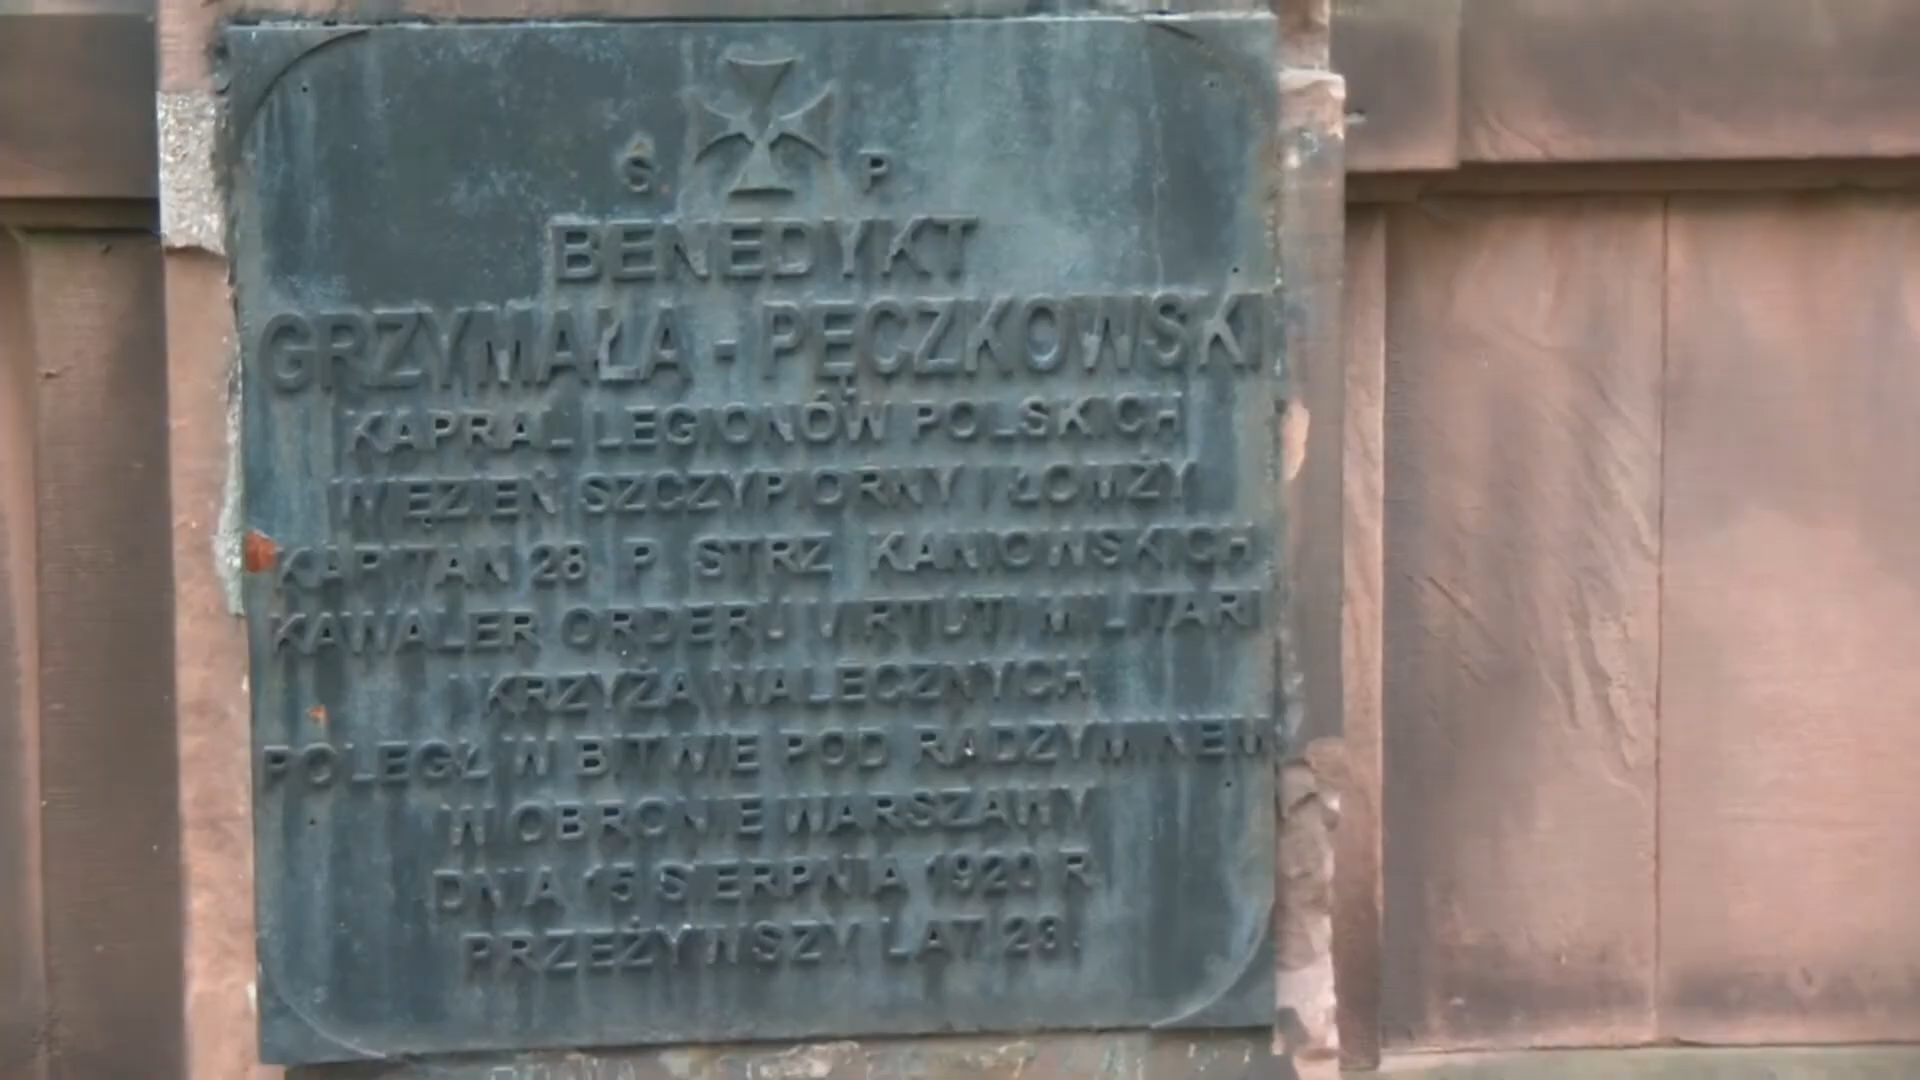 Ś P
BENEDYKT
GRZYMAŁA - PĘCZKOWSKI
KAPRAL LEGIONÓW POLSKICH
WIĘZIEŃ SZCZYPIORNY I ŁOMŻY
KAPITAN 28 P STRZ KANIOWSKICH
KAWALER ORDERU VIRTUTI MILITARI
I KRZYŻA WALECZNYCH
POLEGŁ W BITWIE POD RADZYMINEM
W OBRONIE WARSZAWY
DNIA 15 SIERPNIA 1920 R
PRZEŻYWSZY LAT 23.